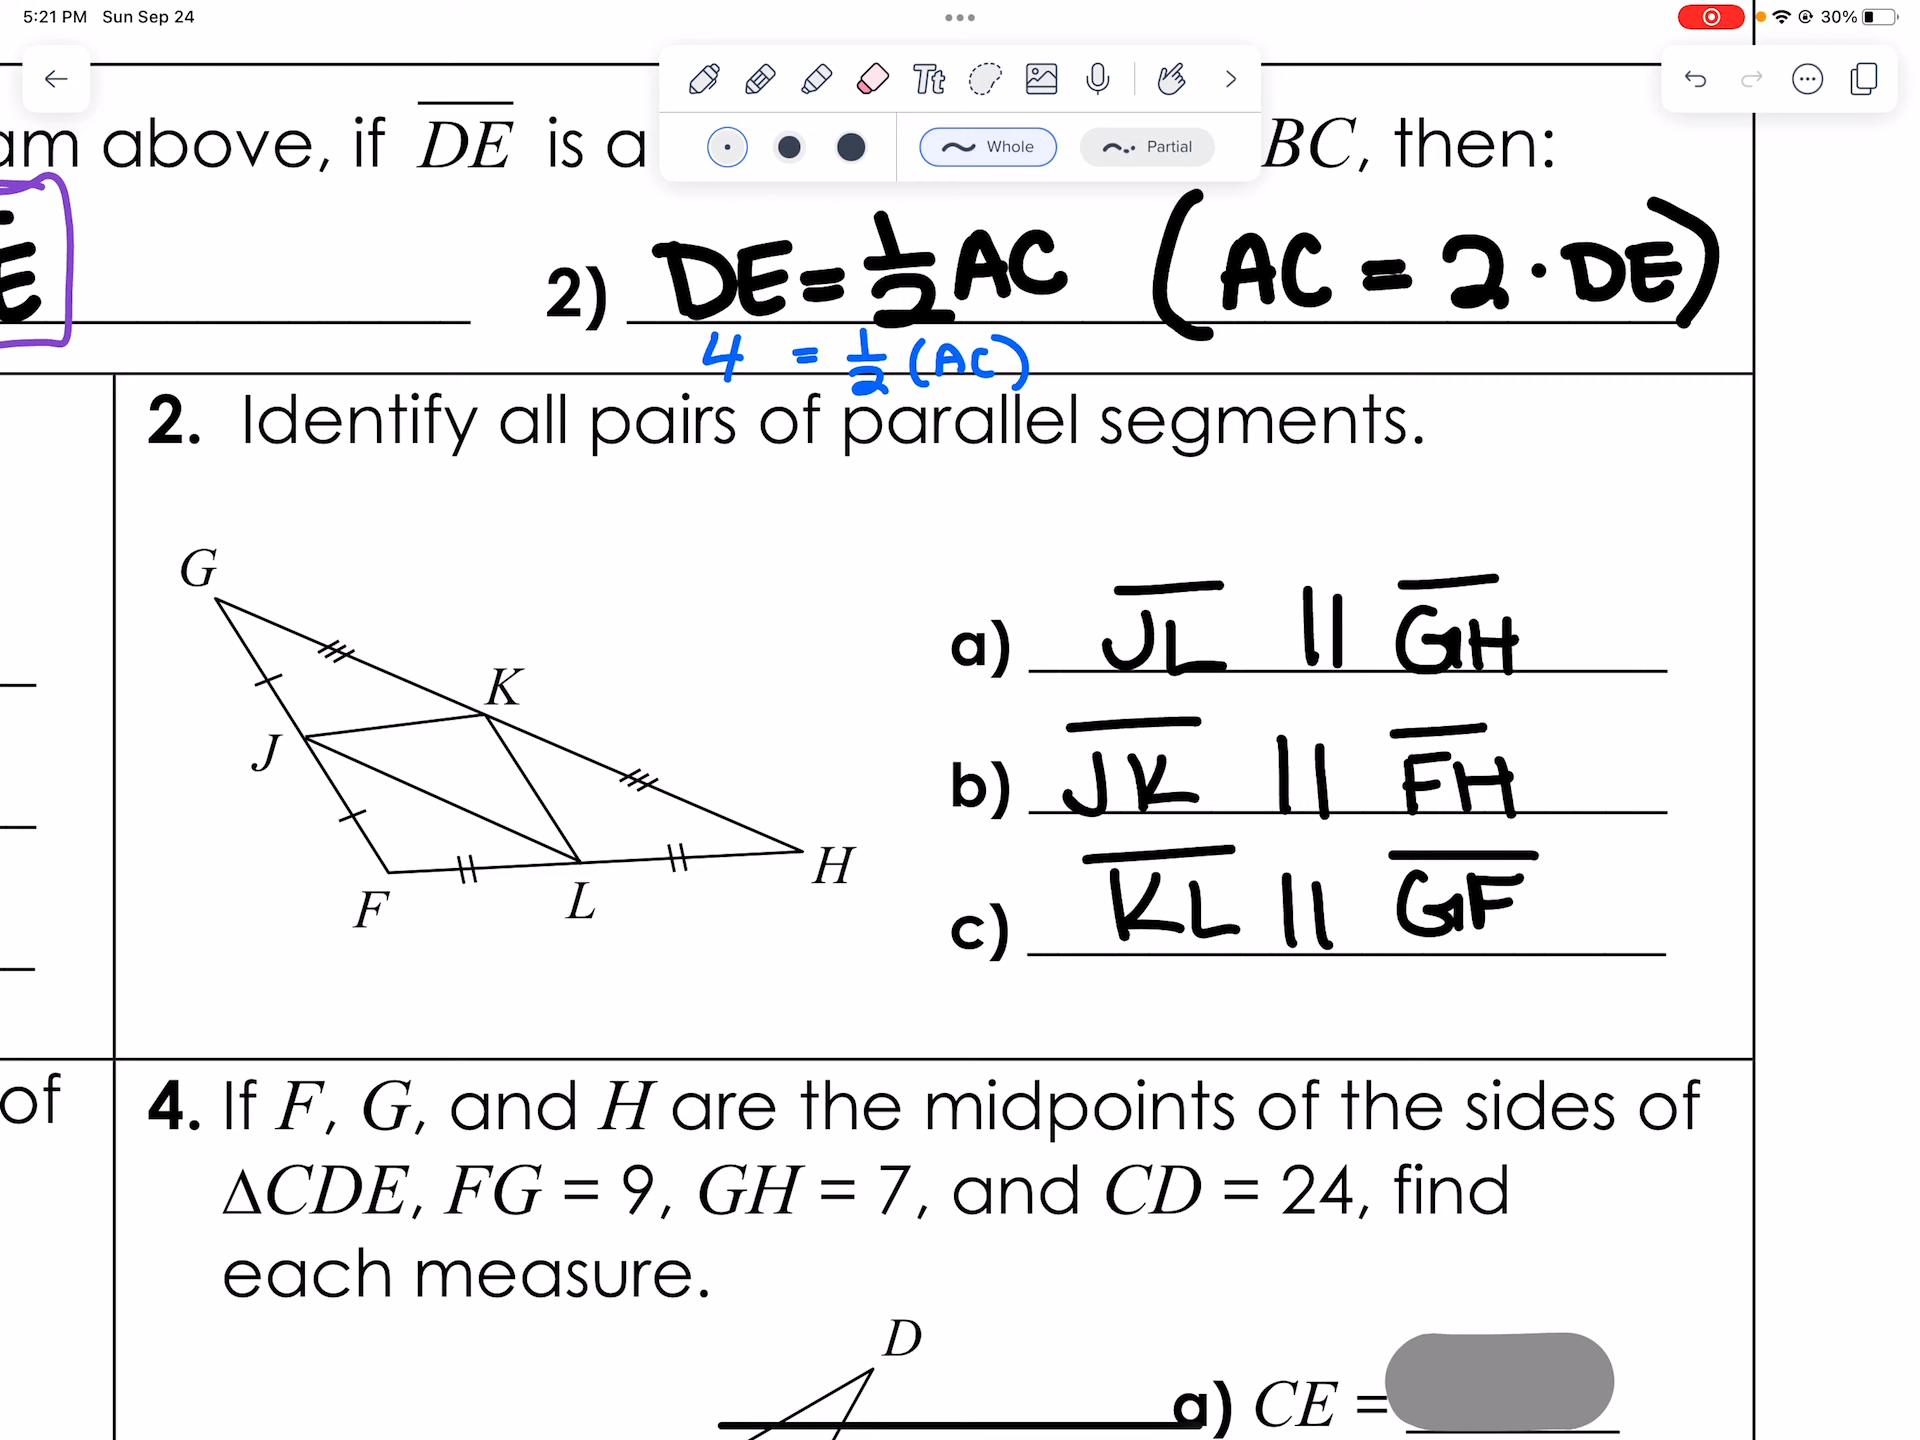 5:21 PM Sun Sep 24
30%
Tt
Whole Partial
am above, if DE is a BC, then:
E
2) DE = 1/2 AC (AC = 2 · DE)
4 = 1/2 (AC)
2. Identify all pairs of parallel segments.
G
K
J
H
F
L
a) JL || GH
b) JK || FH
c) KL || GF
of
4. If F, G, and H are the midpoints of the sides of
ΔCDE, FG = 9, GH = 7, and CD = 24, find
each measure.
D
a) CE =